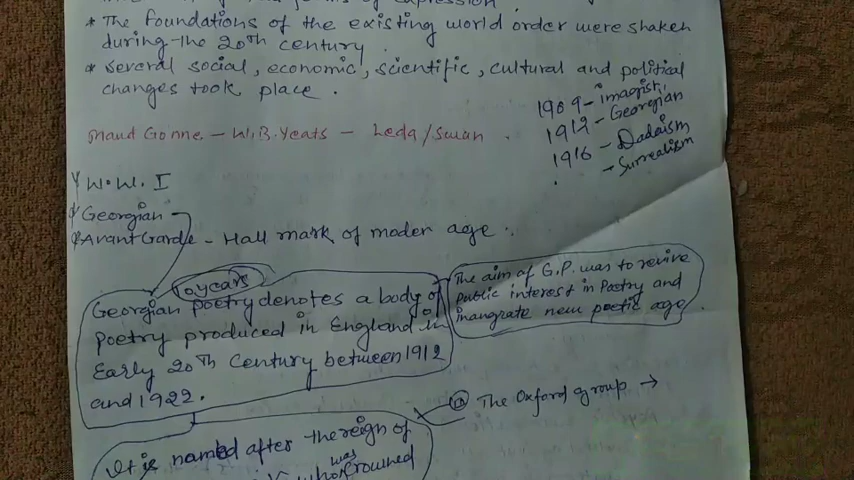 * The foundations of the existing world order were shaken
during the 20th century.
* several social, economic, scientific, cultural and political
changes took place.
1909 - imagist,
1912 - Georgian
1916 - Dadaism
- Surrealism
Maud Gonne - W.B. Yeats - Leda/Swan.
W.W. I
Georgian
Avant Garde - Hall mark of moder age.
10 years
Georgian poetry denotes a body of
poetry produced in England in
Early 20th Century between 1912
and 1922.
The aim of G.P. was to revive
public interest in Poetry and
inaugrate new poetic age.
The Oxford group →
It is named after the reign of
was
crowned